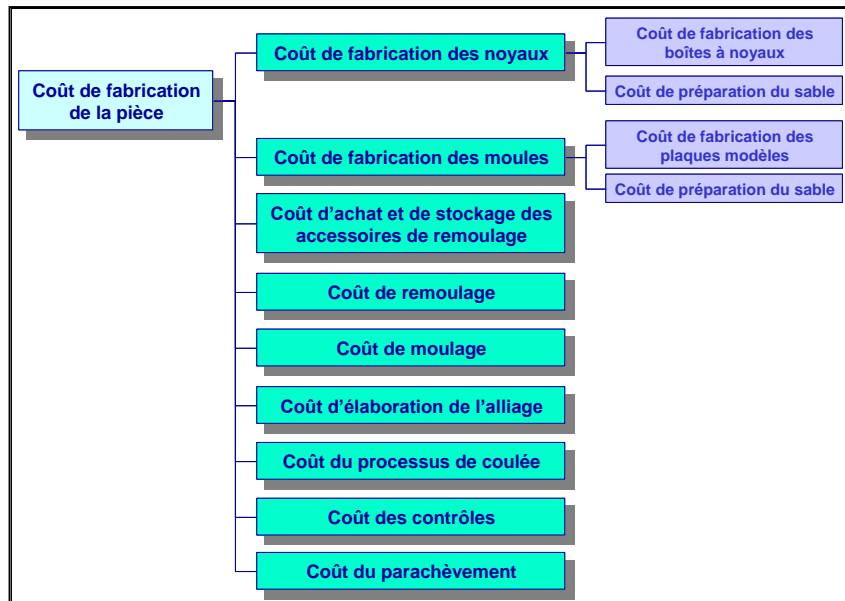 Coût de fabrication
de la pièce
Coût de fabrication des noyaux
Coût de fabrication des
boîtes à noyaux
Coût de préparation du sable
Coût de fabrication des moules
Coût de fabrication des
plaques modèles
Coût de préparation du sable
Coût d’achat et de stockage des
accessoires de remoulage
Coût de remoulage
Coût de moulage
Coût d’élaboration de l’alliage
Coût du processus de coulée
Coût des contrôles
Coût du parachèvement